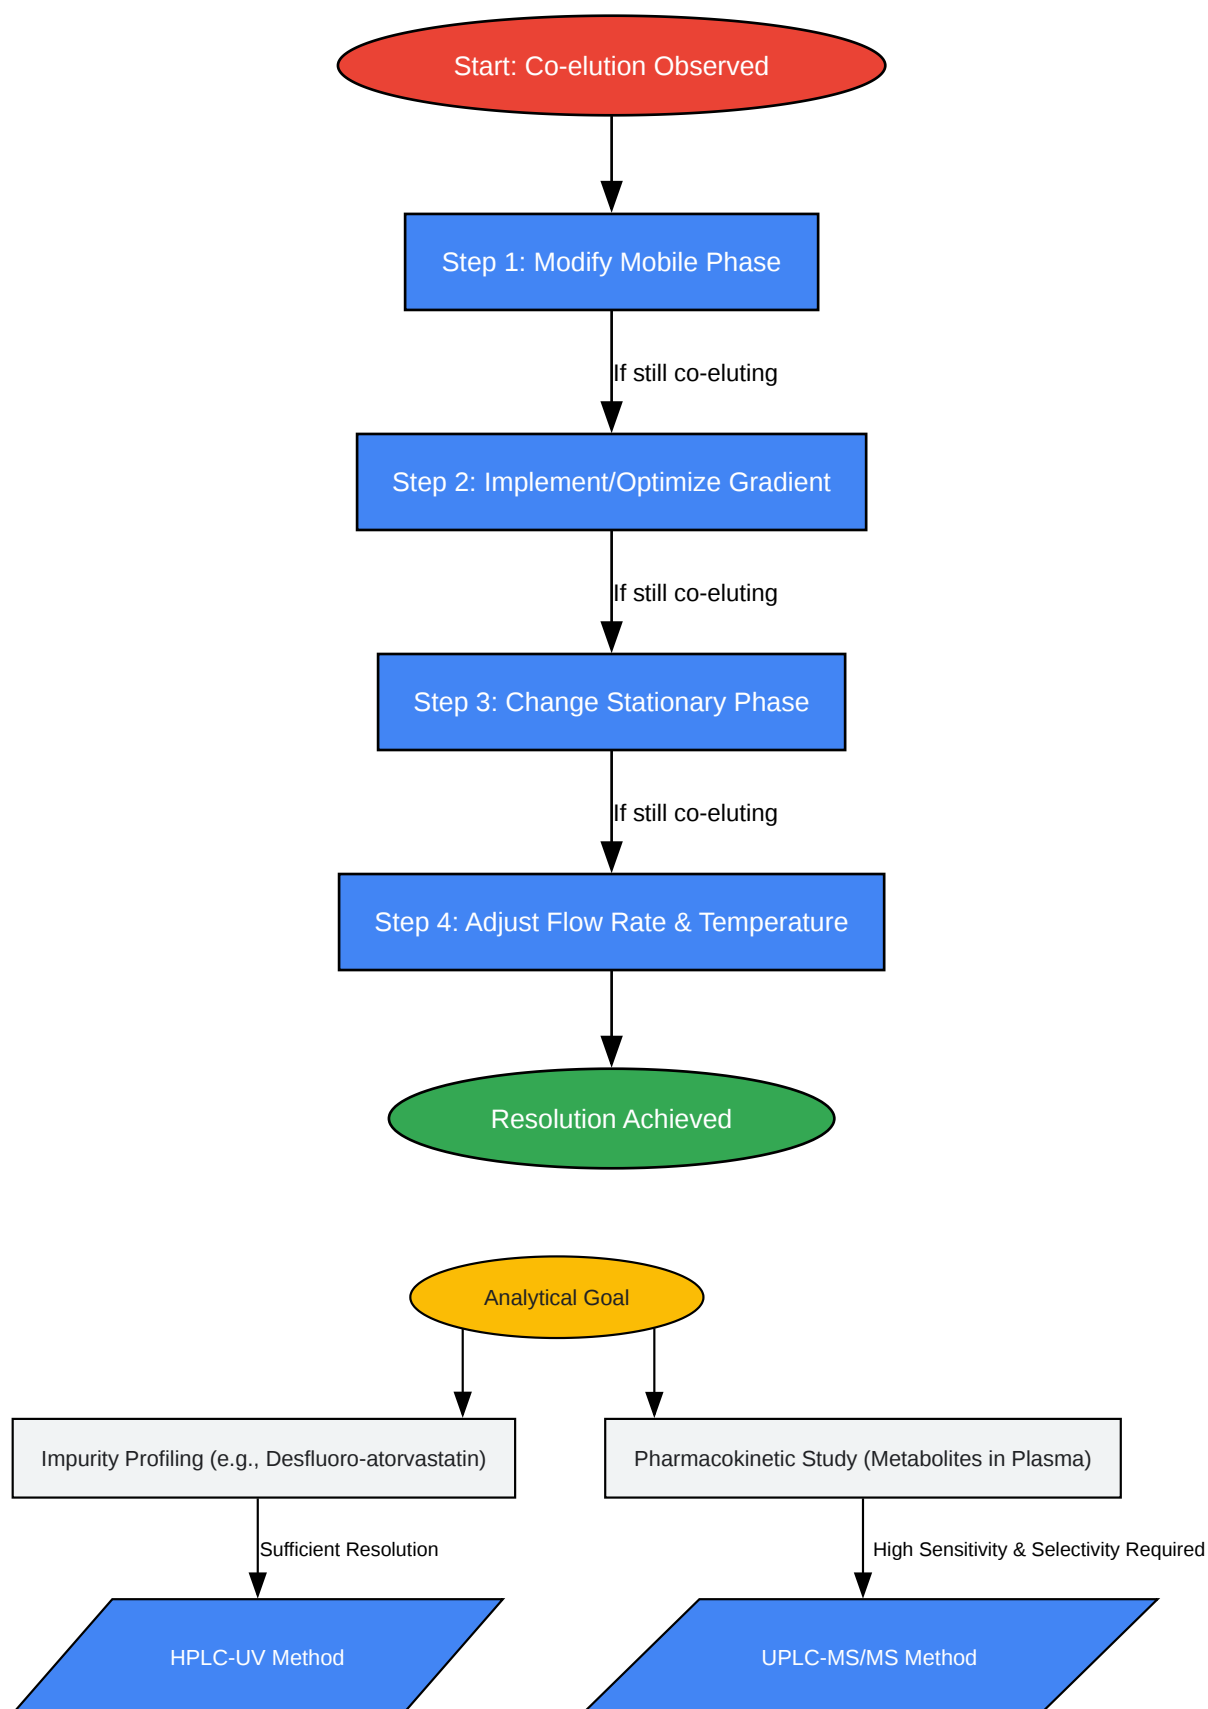 Start: Co-elution Observed
Step 1: Modify Mobile Phase
If still co-eluting
Step 2: Implement/Optimize Gradient
If still co-eluting
Step 3: Change Stationary Phase
If still co-eluting
Step 4: Adjust Flow Rate & Temperature
Resolution Achieved
Analytical Goal
Impurity Profiling (e.g., Desfluoro-atorvastatin)
Pharmacokinetic Study (Metabolites in Plasma)
Sufficient Resolution
High Sensitivity & Selectivity Required
HPLC-UV Method
UPLC-MS/MS Method